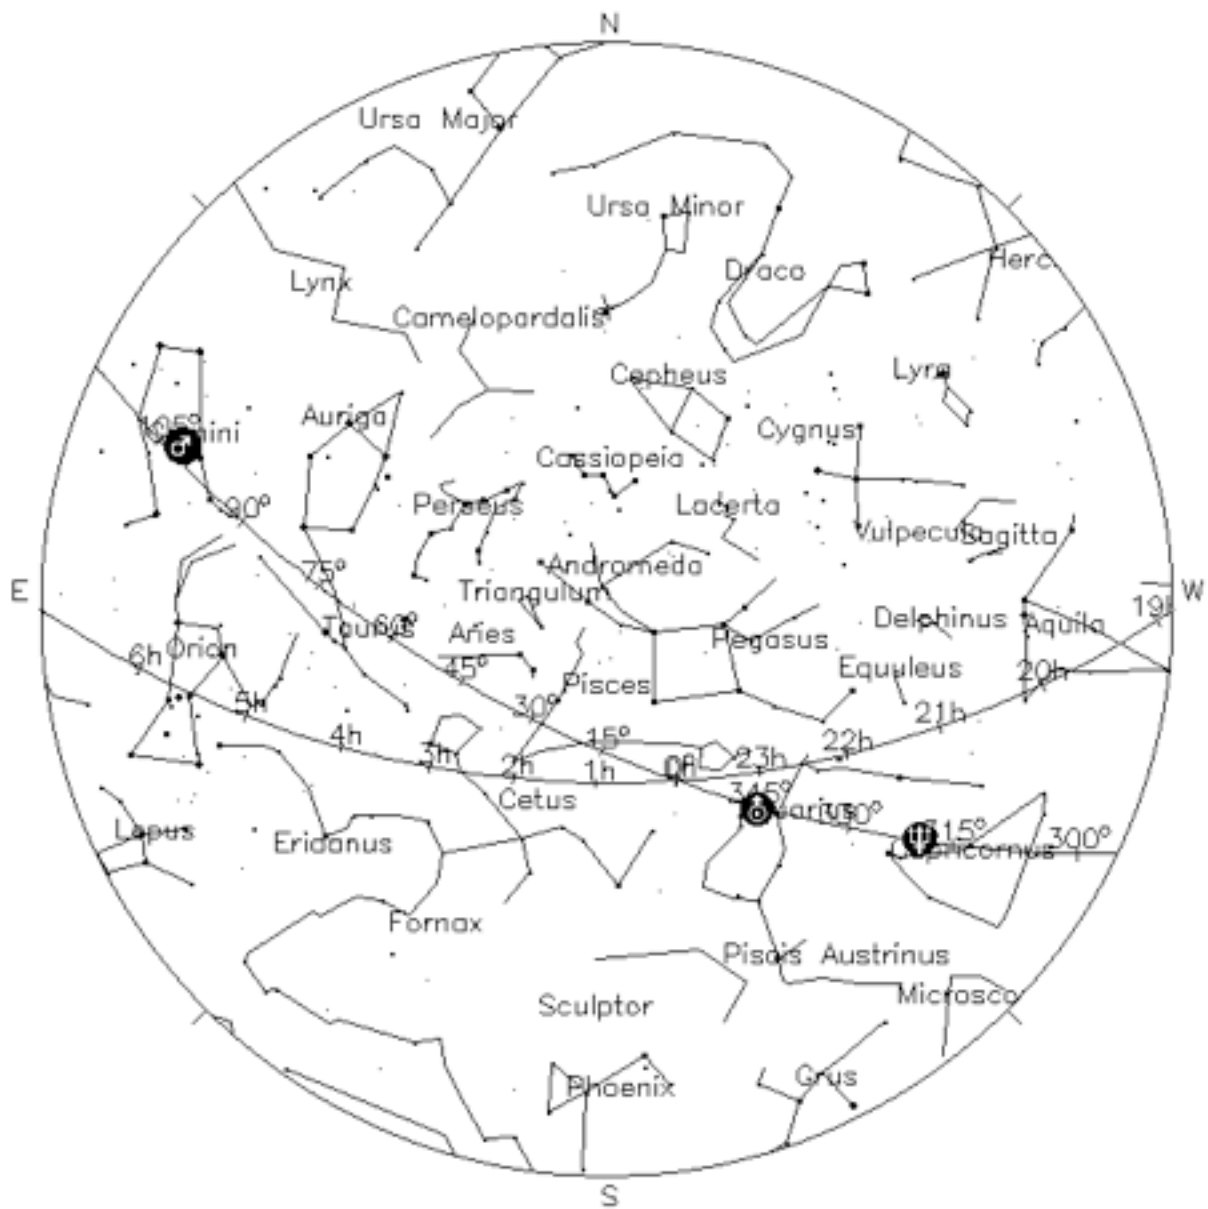 N
Ursa Major
Ursa Minor
Herc
Draco
Lynx
Camelopardalis
Cepheus
Lyra
Auriga
Cygnus
Cassiopeia
Perseus
Lacerta
90°
Vulpecula
Sagitta
Andromeda
75°
Triangulum
E
W
19h
60°
Taurus
Aries
Delphinus
Aquila
Pegasus
Orion
6h
45°
Equuleus
20h
Pisces
5h
30°
21h
4h
15°
22h
3h
2h
1h
23h
Cetus
345°
315°
300°
Lepus
Eridanus
Capricornus
Fornax
Piscis Austrinus
Microsco
Sculptor
Phoenix
Grus
S